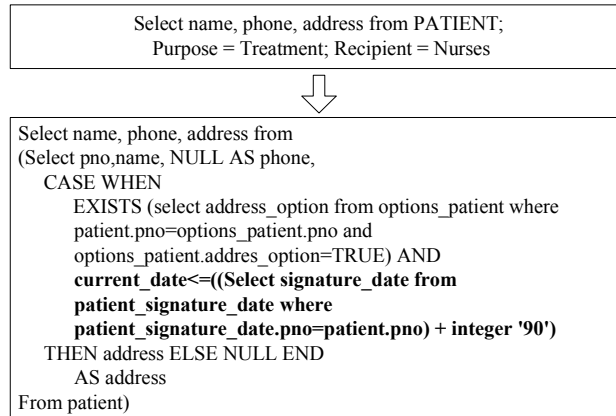 Select name, phone, address from PATIENT;
Purpose = Treatment; Recipient = Nurses
Select name, phone, address from
(Select pno,name, NULL AS phone,
CASE WHEN
EXISTS (select address_option from options_patient where
patient.pno=options_patient.pno and
options_patient.addres_option=TRUE) AND
current_date<=((Select signature_date from
patient_signature_date where
patient_signature_date.pno=patient.pno) + integer '90')
THEN address ELSE NULL END
AS address
From patient)